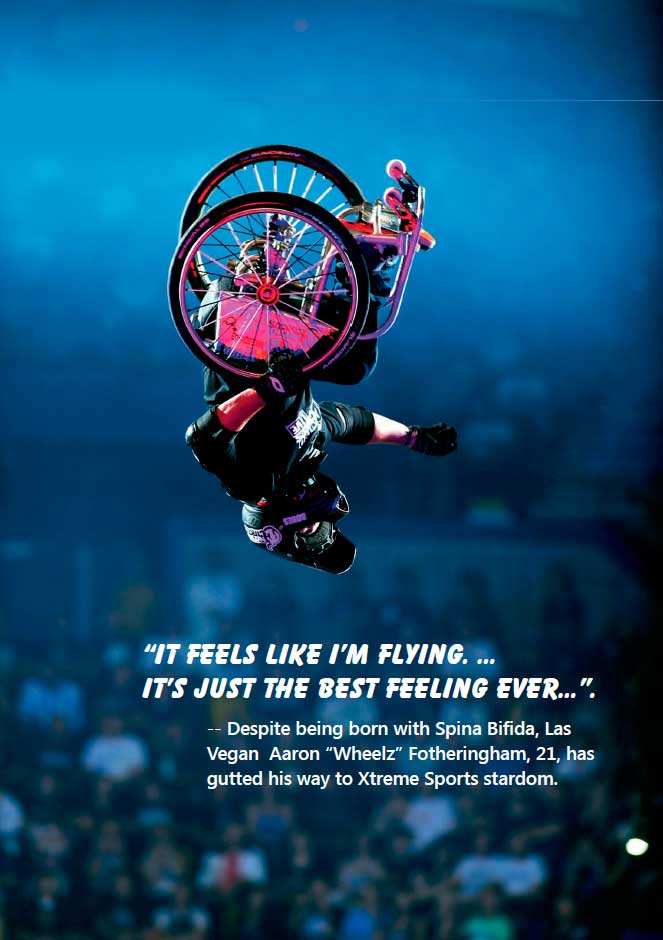 “IT FEELS LIKE I’M FLYING. ...
IT’S JUST THE BEST FEELING EVER...”.
-- Despite being born with Spina Bifida, Las
Vegan  Aaron “Wheelz” Fotheringham, 21, has
gutted his way to Xtreme Sports stardom.